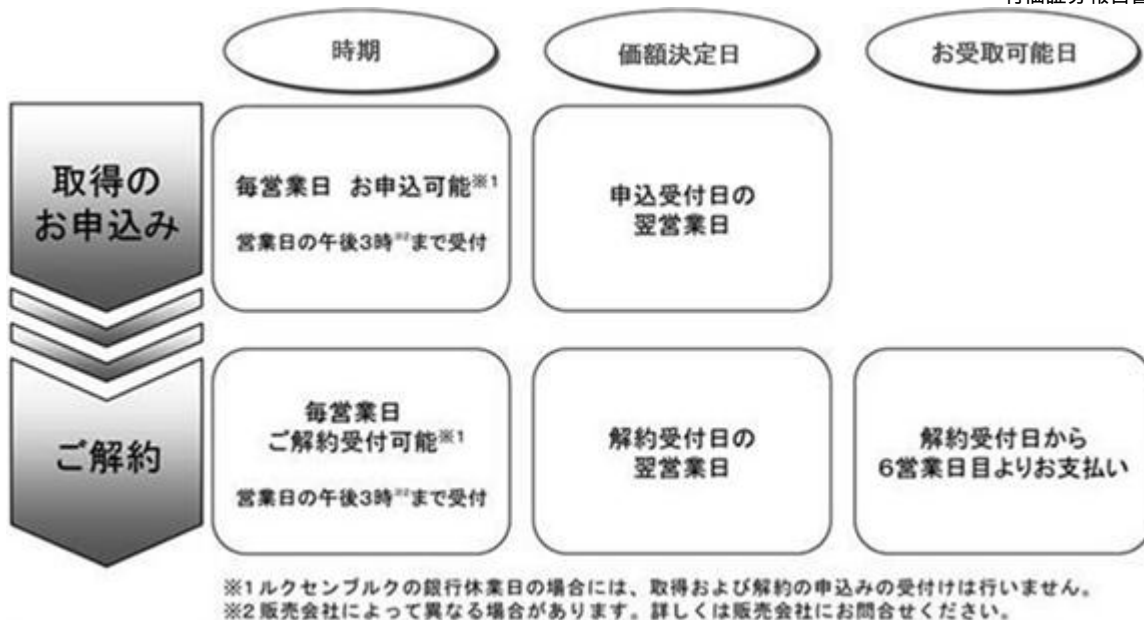 時期
価額決定日
お受取可能日
取得の
お申込み
毎営業日 お申込可能※1
営業日の午後3時※2まで受付
申込受付日の
翌営業日
ご解約
毎営業日
ご解約受付可能※1
営業日の午後3時※2まで受付
解約受付日の
翌営業日
解約受付日から
6営業日目よりお支払い
※1 ルクセンブルクの銀行休業日の場合には、取得および解約の申込みの受付けは行いません。
※2 販売会社によって異なる場合があります。詳しくは販売会社にお問合せください。